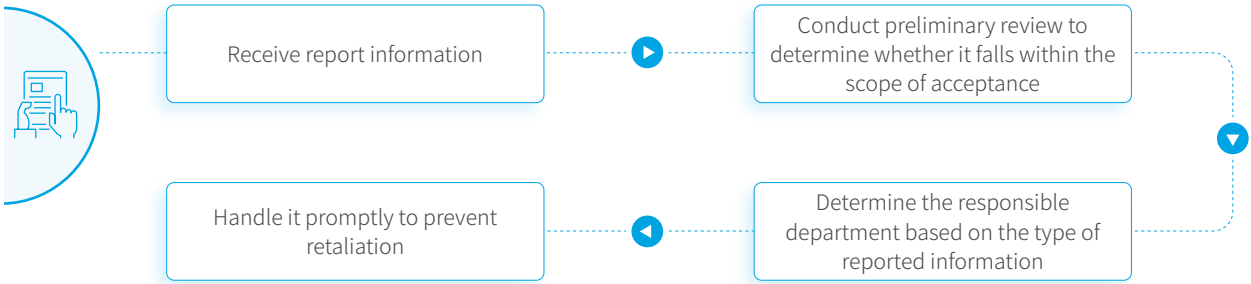 Receive report information
Conduct preliminary review to
determine whether it falls within the
scope of acceptance
Determine the responsible
department based on the type of
reported information
Handle it promptly to prevent
retaliation